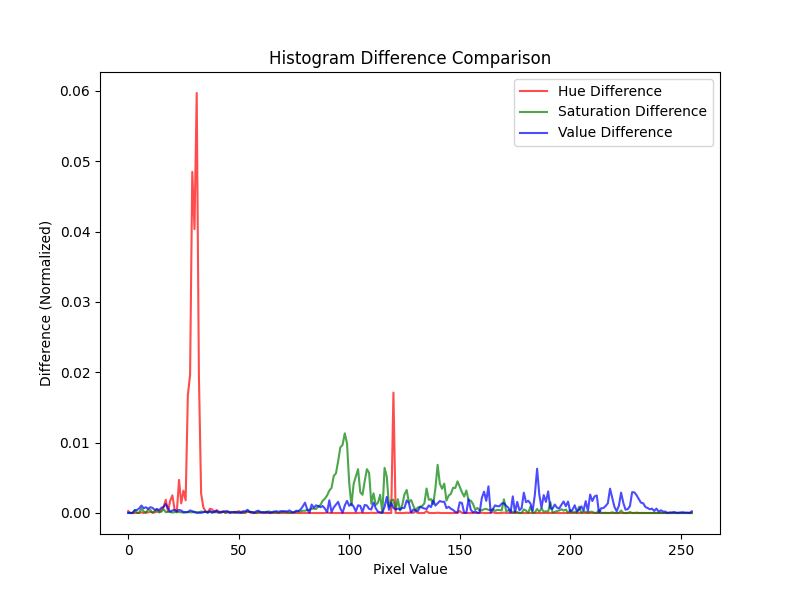 Histogram Difference Comparison
Hue Difference
Saturation Difference
Value Difference
0.06
0.05
0.04
0.03
0.02
0.01
0.00
Difference (Normalized)
0 50 100 150 200 250
Pixel Value